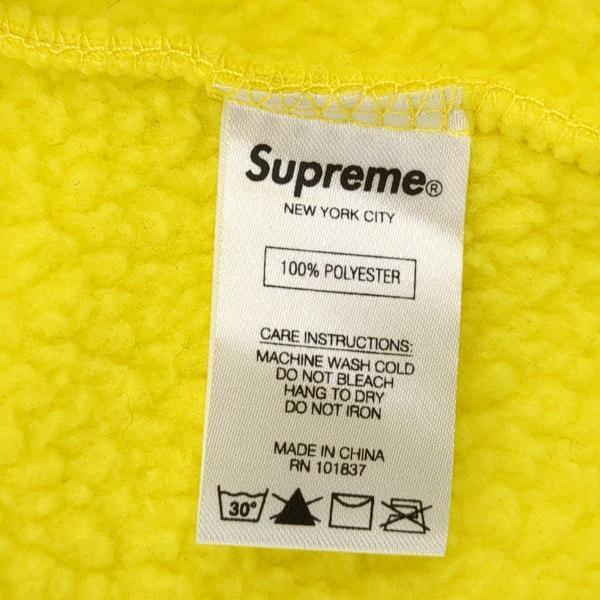 Supreme®
NEW YORK CITY
100% POLYESTER
CARE INSTRUCTIONS:
MACHINE WASH COLD
DO NOT BLEACH
HANG TO DRY
DO NOT IRON
MADE IN CHINA
RN 101837
30°